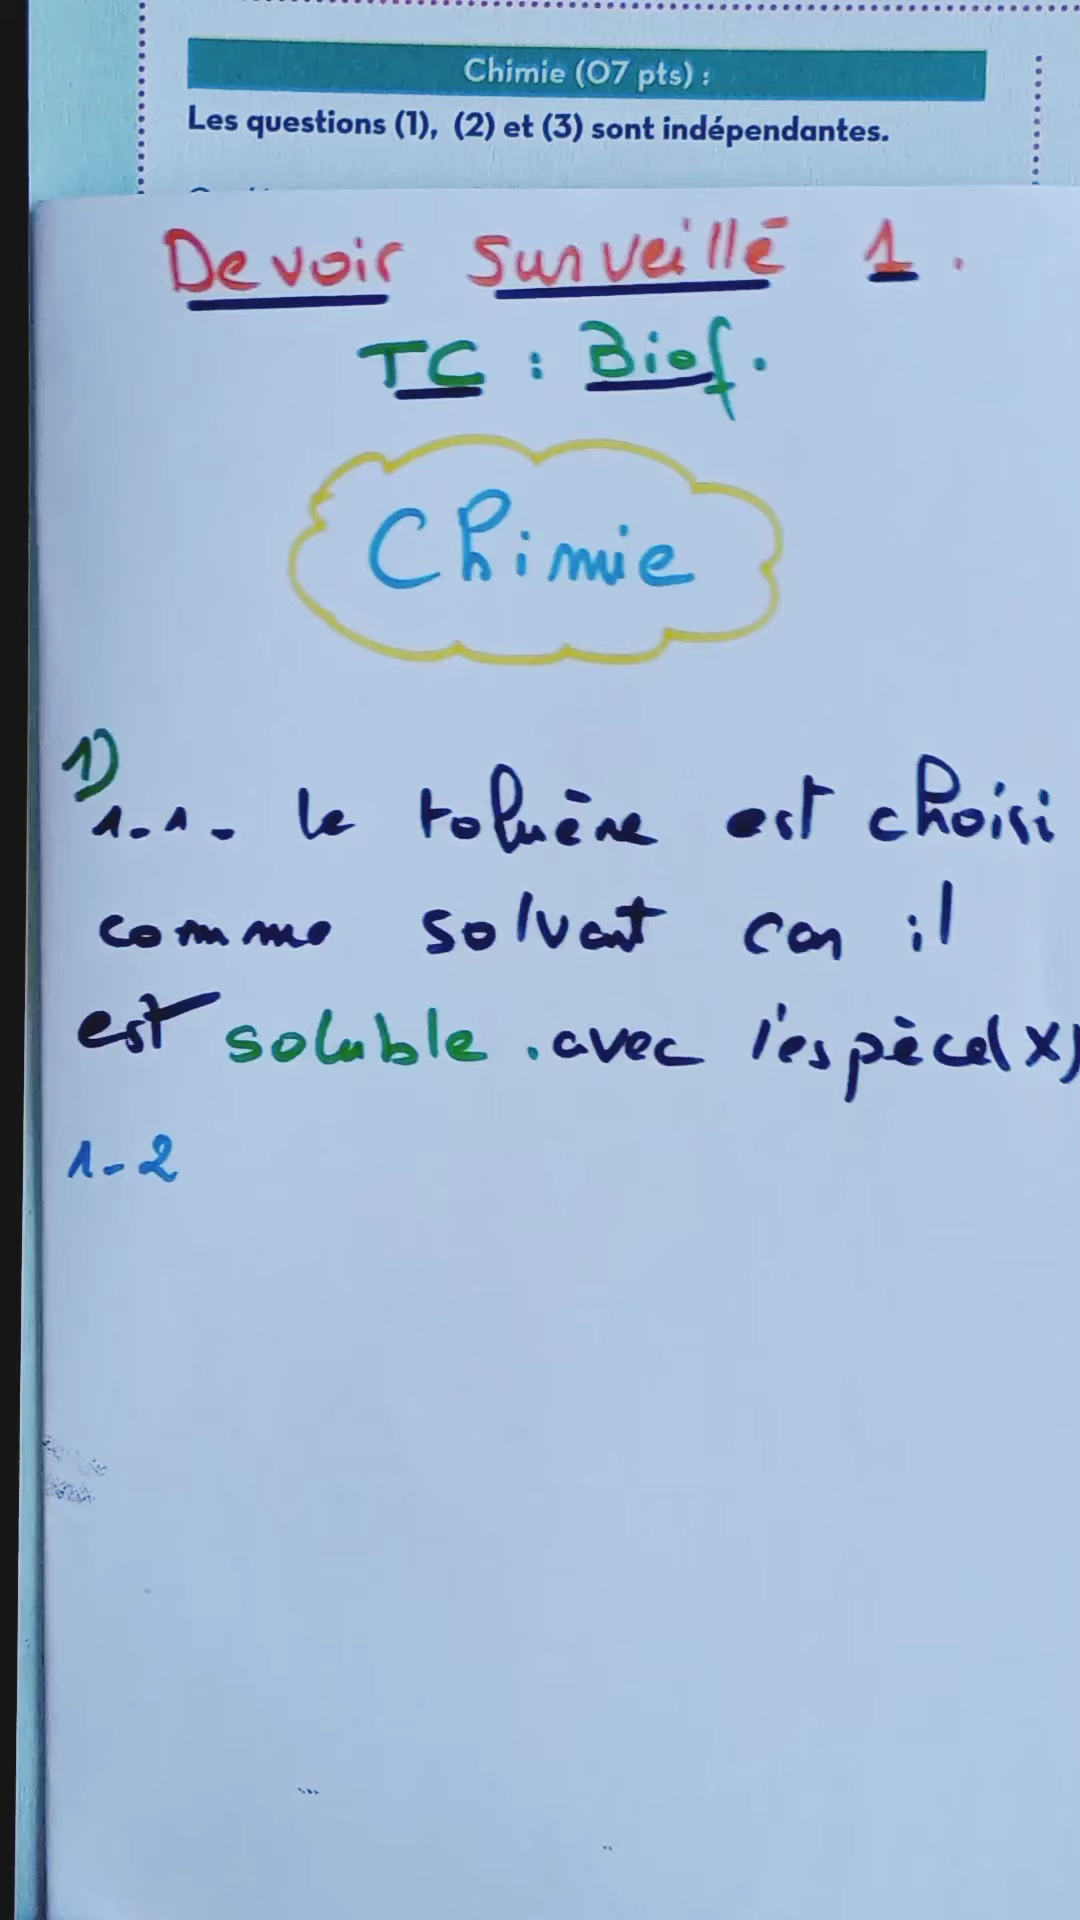 Chimie (07 pts) :
Les questions (1), (2) et (3) sont indépendantes.
Devoir Surveillé 1.
TC : Biof.
Chimie
1)
1-1- le toluène est choisi
comme solvant car il
est soluble. avec l'espèce(x)
1-2